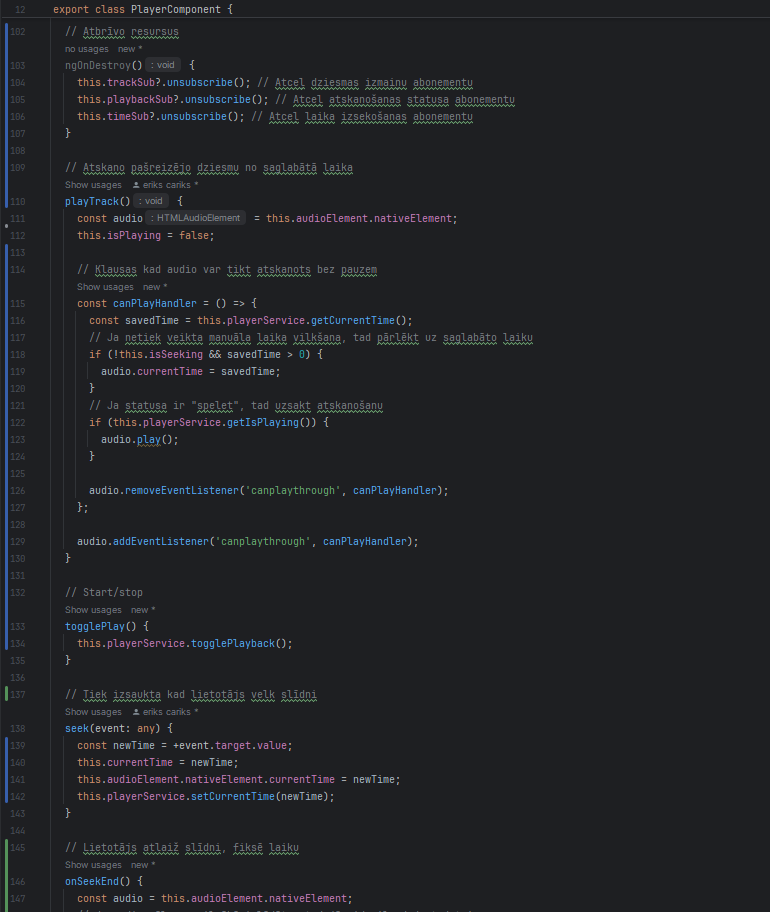 12 export class PlayerComponent {
102 // Atbrīvo resursus
no usages new *
103 ngOnDestroy() : void {
104 this.trackSub?.unsubscribe(); // Atcel dziesmas izmaiņu abonementu
105 this.playbackSub?.unsubscribe(); // Atcel atskaņošanas statusa abonementu
106 this.timeSub?.unsubscribe(); // Atcel laika izsekošanas abonementu
107 }
108
109 // Atskaņo pašreizējo dziesmu no saglabātā laika
Show usages eriks cariks *
110 playTrack() : void {
111 const audio : HTMLAudioElement = this.audioElement.nativeElement;
112 this.isPlaying = false;
113
114 // Klausas kad audio var tikt atskaņots bez pauzem
Show usages new *
115 const canPlayHandler = () => {
116 const savedTime = this.playerService.getCurrentTime();
117 // Ja netiek veikta manuāla laika vilkšana, tad pārlēkt uz saglabāto laiku
118 if (!this.isSeeking && savedTime > 0) {
119 audio.currentTime = savedTime;
120 }
121 // Ja statusa ir "spelet", tad uzsakt atskaņošanu
122 if (this.playerService.getIsPlaying()) {
123 audio.play();
124 }
125
126 audio.removeEventListener('canplaythrough', canPlayHandler);
127 };
128
129 audio.addEventListener('canplaythrough', canPlayHandler);
130 }
131
132 // Start/stop
Show usages new *
133 togglePlay() {
134 this.playerService.togglePlayback();
135 }
136
137 // Tiek izsaukta kad lietotājs velk slīdni
Show usages eriks cariks *
138 seek(event: any) {
139 const newTime = +event.target.value;
140 this.currentTime = newTime;
141 this.audioElement.nativeElement.currentTime = newTime;
142 this.playerService.setCurrentTime(newTime);
143 }
144
145 // Lietotājs atlaiž slīdni, fiksē laiku
Show usages new *
146 onSeekEnd() {
147 const audio = this.audioElement.nativeElement;